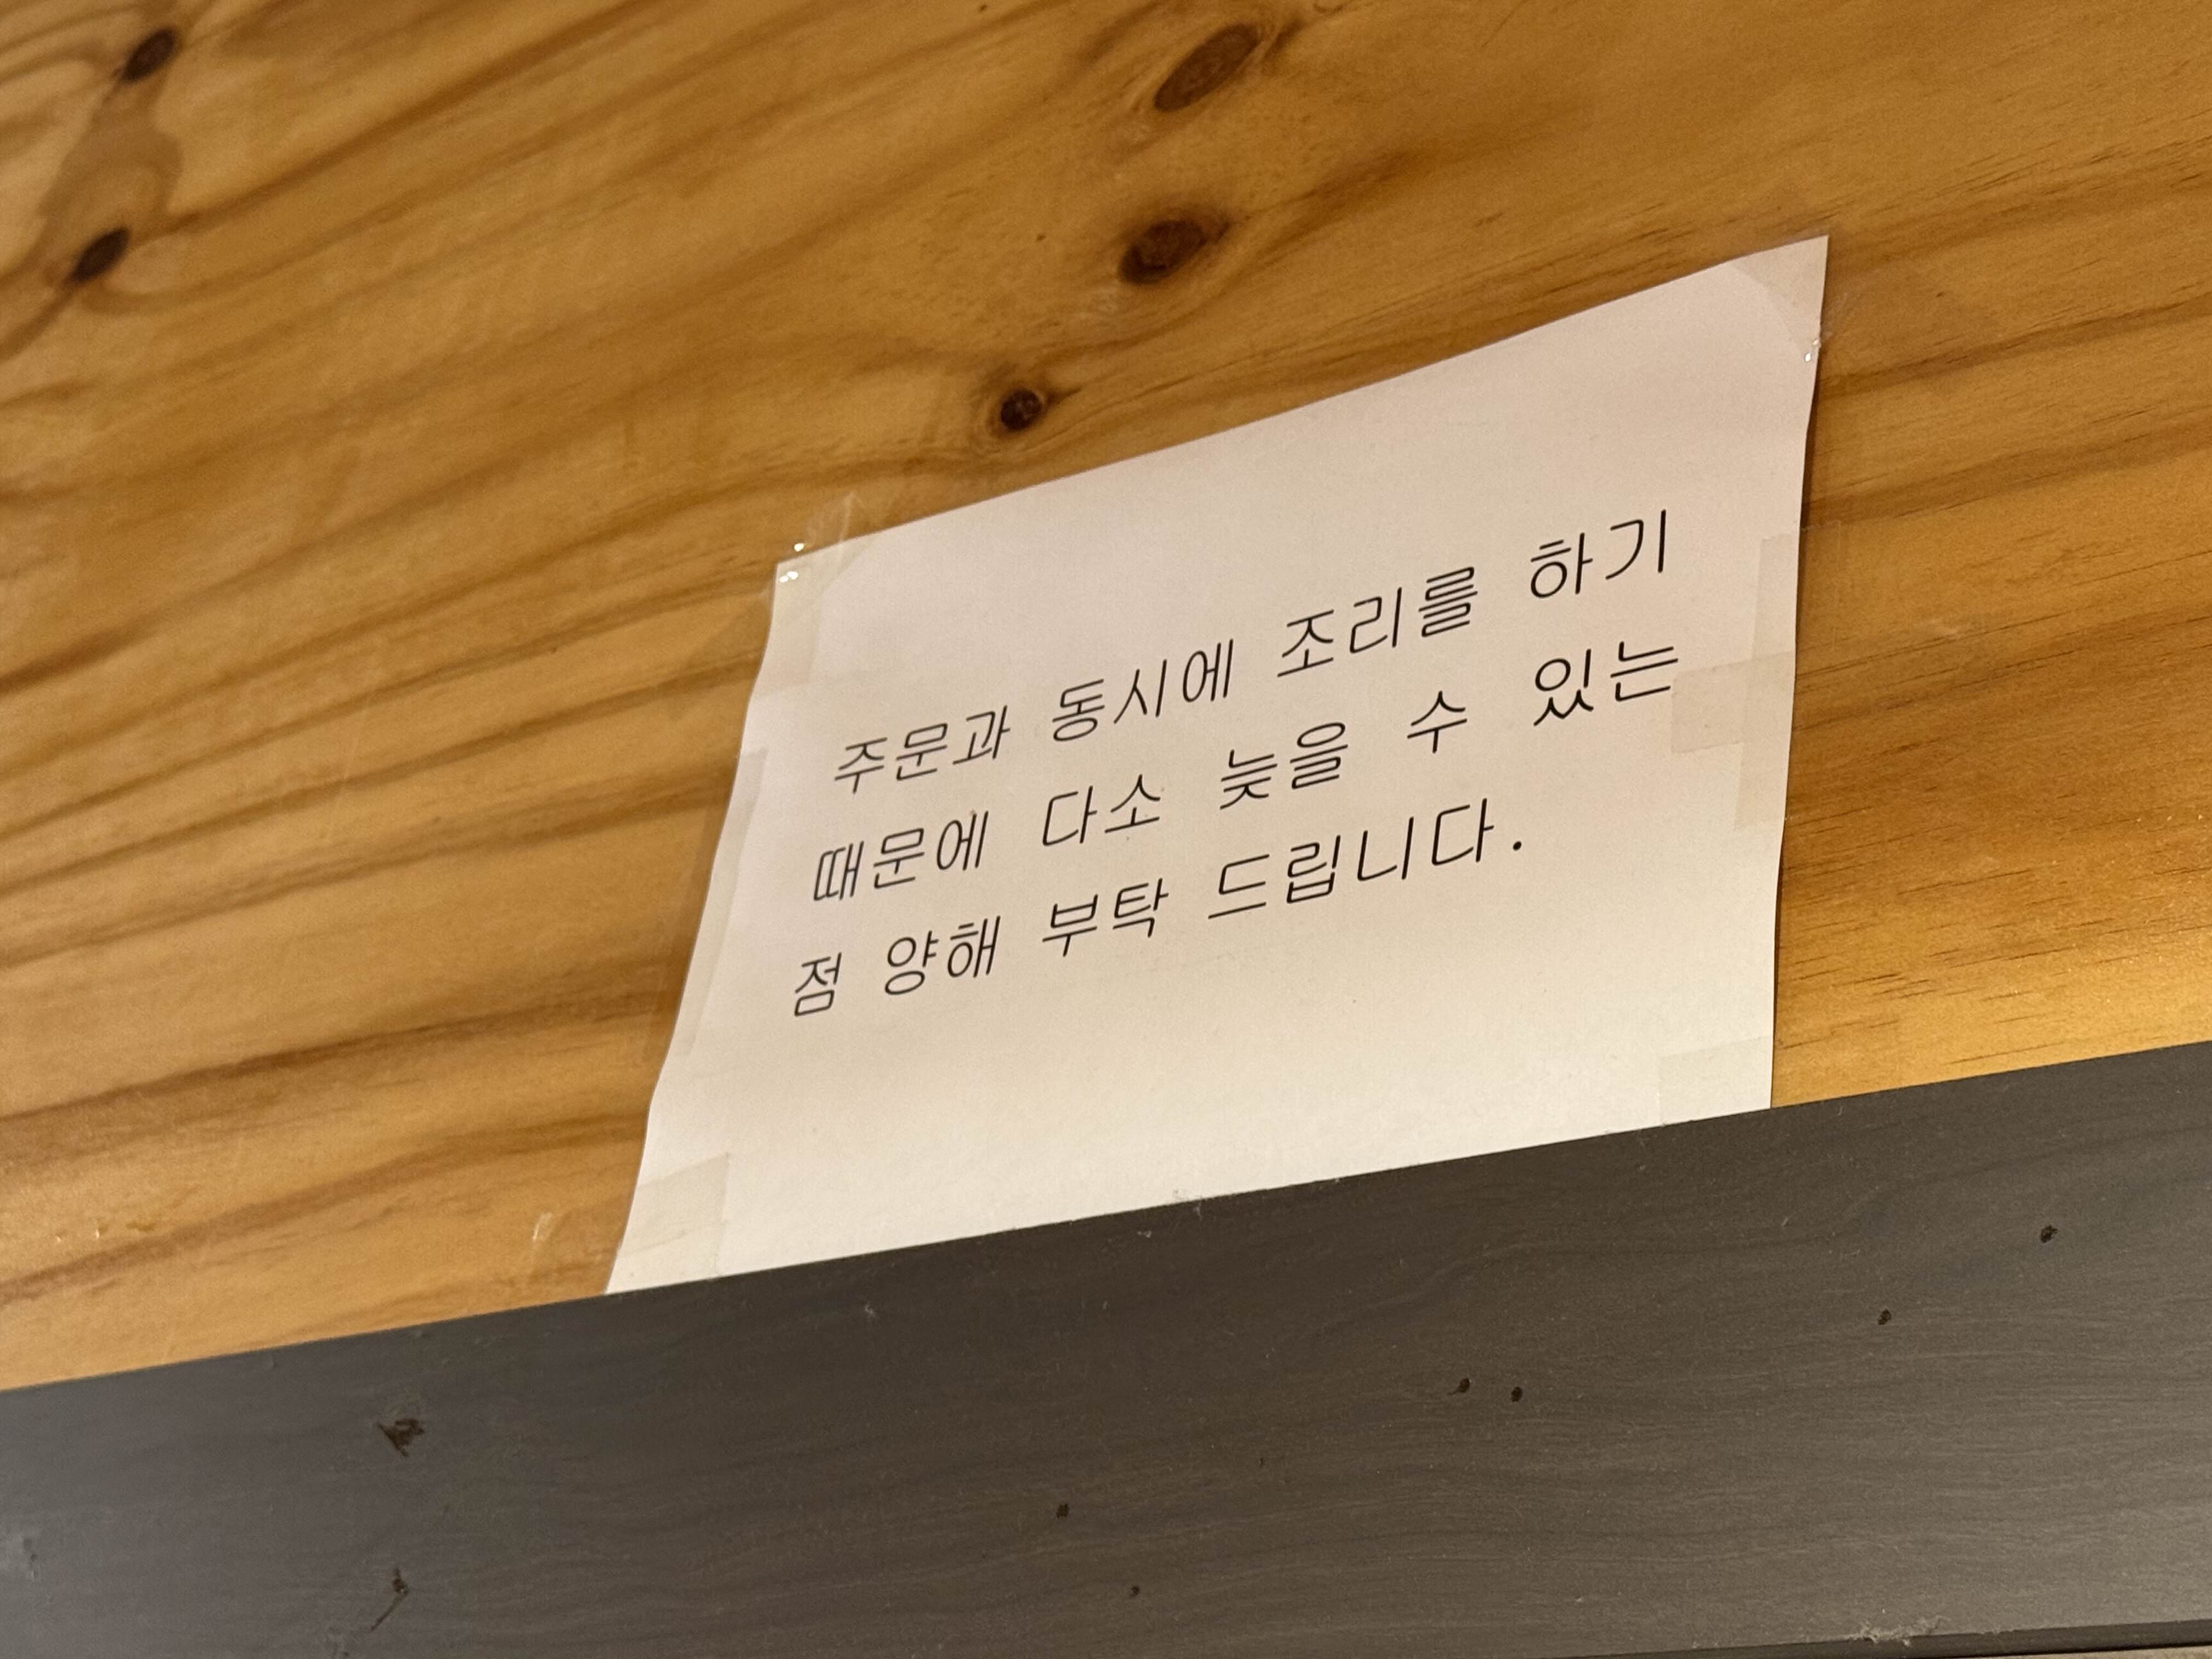 주문과 동시에 조리를 하기
때문에 다소 늦을 수 있는
점 양해 부탁 드립니다.